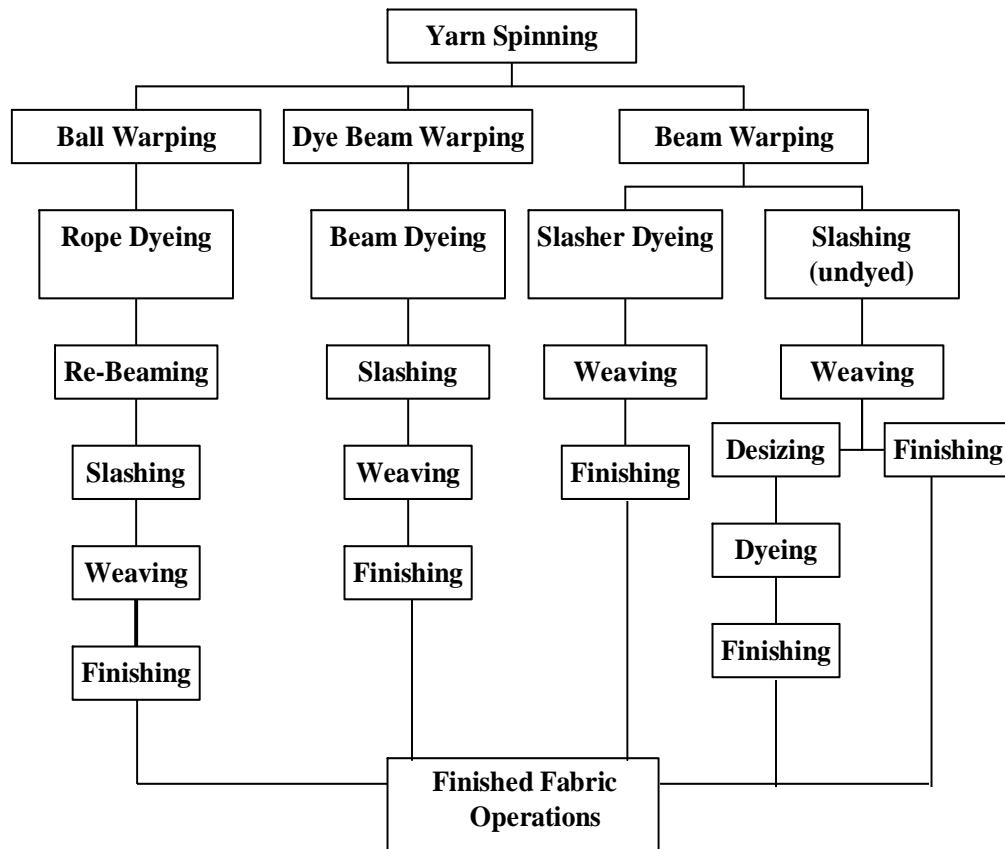 Yarn Spinning
Ball Warping
Dye Beam Warping
Beam Warping
Rope Dyeing
Beam Dyeing
Slasher Dyeing
Slashing
(undyed)
Re-Beaming
Slashing
Weaving
Weaving
Slashing
Weaving
Finishing
Desizing
Finishing
Weaving
Finishing
Dyeing
Finishing
Finishing
Finished Fabric
Operations